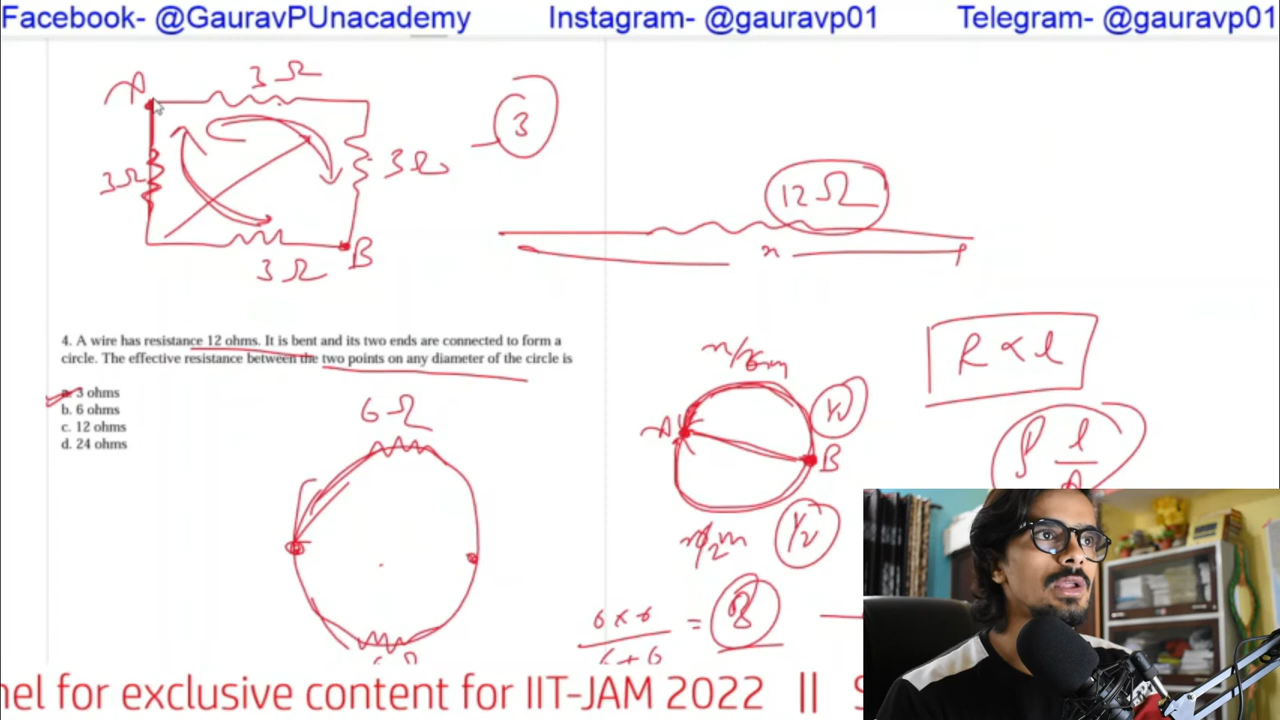 Facebook- @GauravPUnacademy Instagram- @gauravp01 Telegram- @gauravp01
A
3 Ω
3
3 Ω
3Ω
12 Ω
B
3 Ω
x
4. A wire has resistance 12 ohms. It is bent and its two ends are connected to form a
circle. The effective resistance between the two points on any diameter of the circle is
a. 3 ohms
b. 6 ohms
c. 12 ohms
d. 24 ohms
R ∝ l
6 Ω
A
B
ρ l
6 × 6
=
6 + 6
nel for exclusive content for IIT-JAM 2022 || S